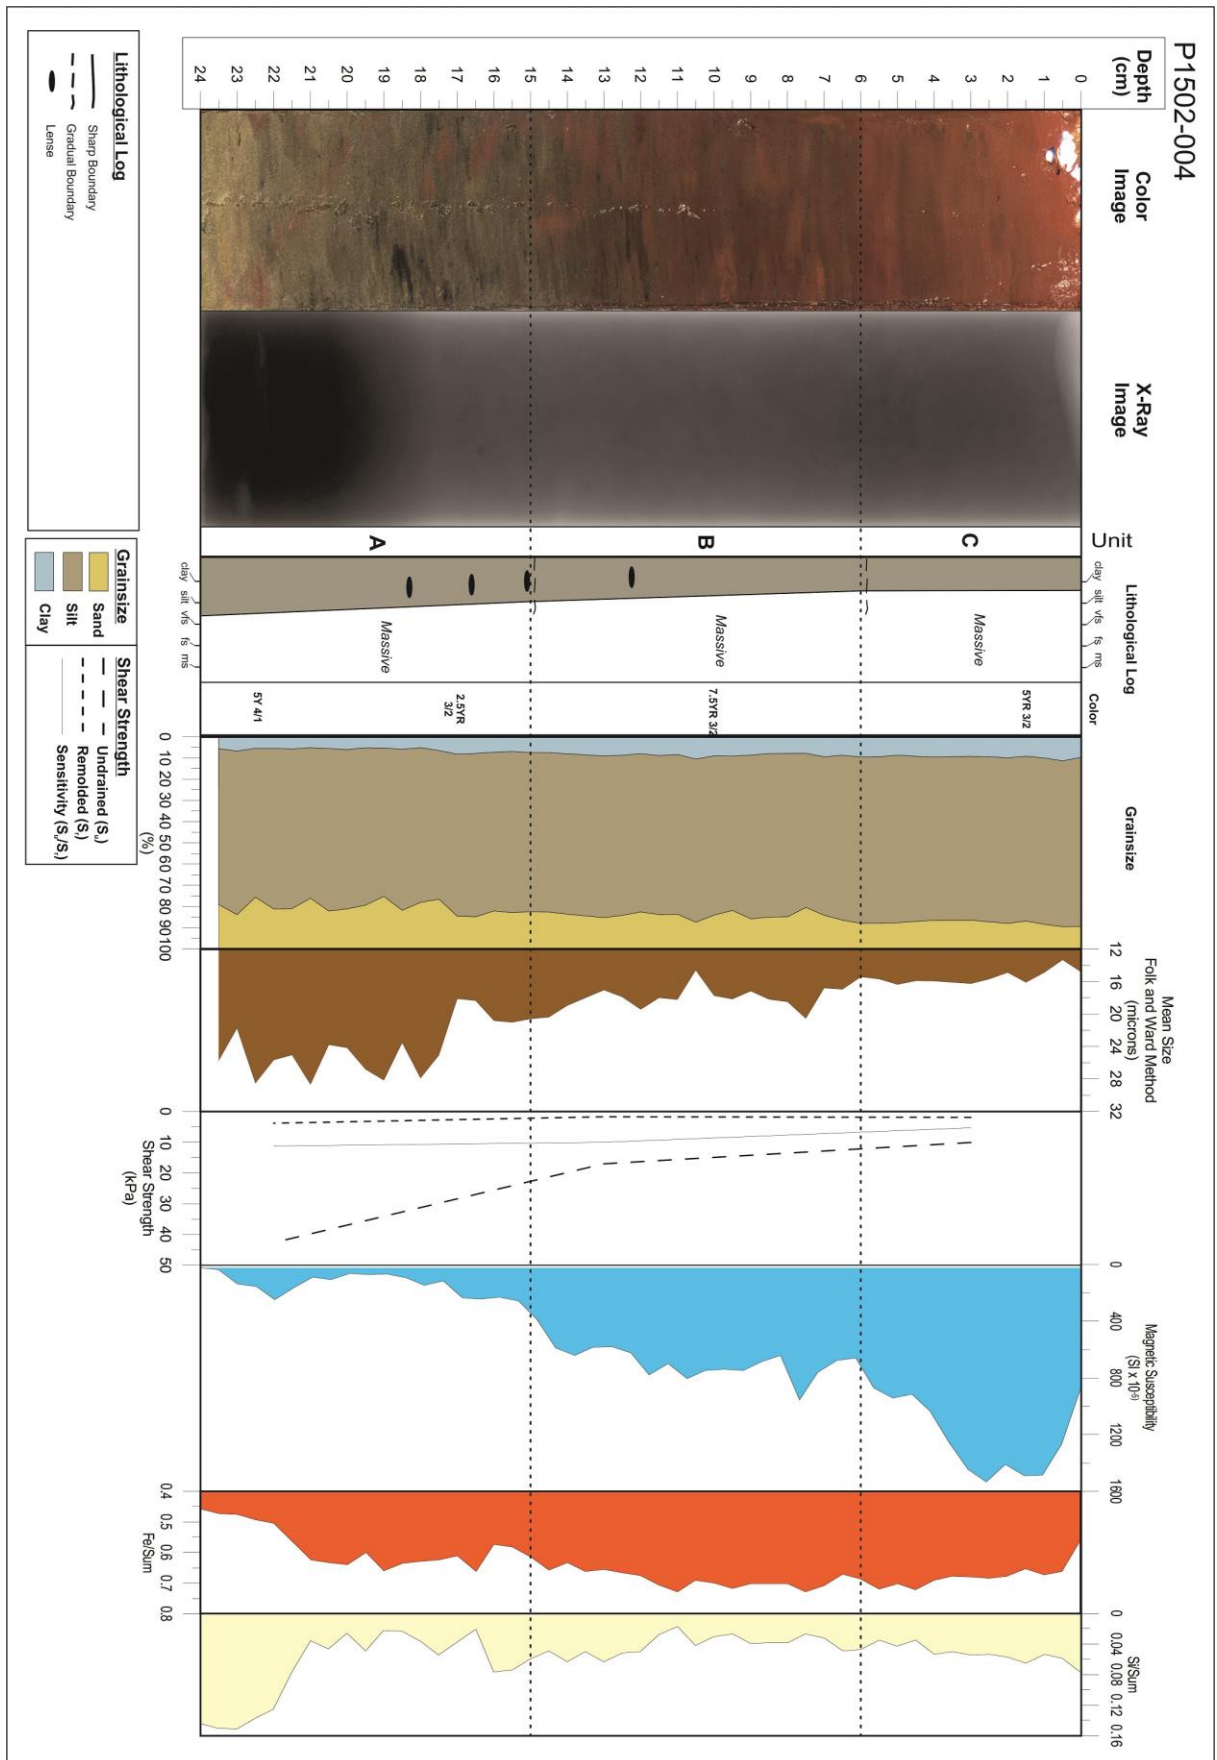 P1502-004
Depth
(cm)
0
1
2
3
4
5
6
7
8
9
10
11
12
13
14
15
16
17
18
19
20
21
22
23
24
Color
Image
X-Ray
Image
Unit
C
B
A
Lithological Log
clay
silt
vfs
fs
ms
Massive
Massive
Massive
clay
silt
vfs
fs
ms
Color
5YR 3/2
7.5YR 3/2
2.5YR
3/2
5Y 4/1
Grainsize
0
10
20
30
40
50
60
70
80
90
100
(%)
Mean Size
Folk and Ward Method
(microns)
12
16
20
24
28
32
0
10
20
30
40
50
Shear Strength
(kPa)
Magnetic Susceptibility
(SI x 10⁻⁵)
0
400
800
1200
1600
0.4
0.5
0.6
0.7
0.8
Fe/Sum
Si/Sum
0
0.04
0.08
0.12
0.16
Lithological Log
Sharp Boundary
Gradual Boundary
Lense
Grainsize
Sand
Silt
Clay
Shear Strength
Undrained (Sᵤ)
Remolded (Sᵣ)
Sensitivity (Sᵤ/Sᵣ)